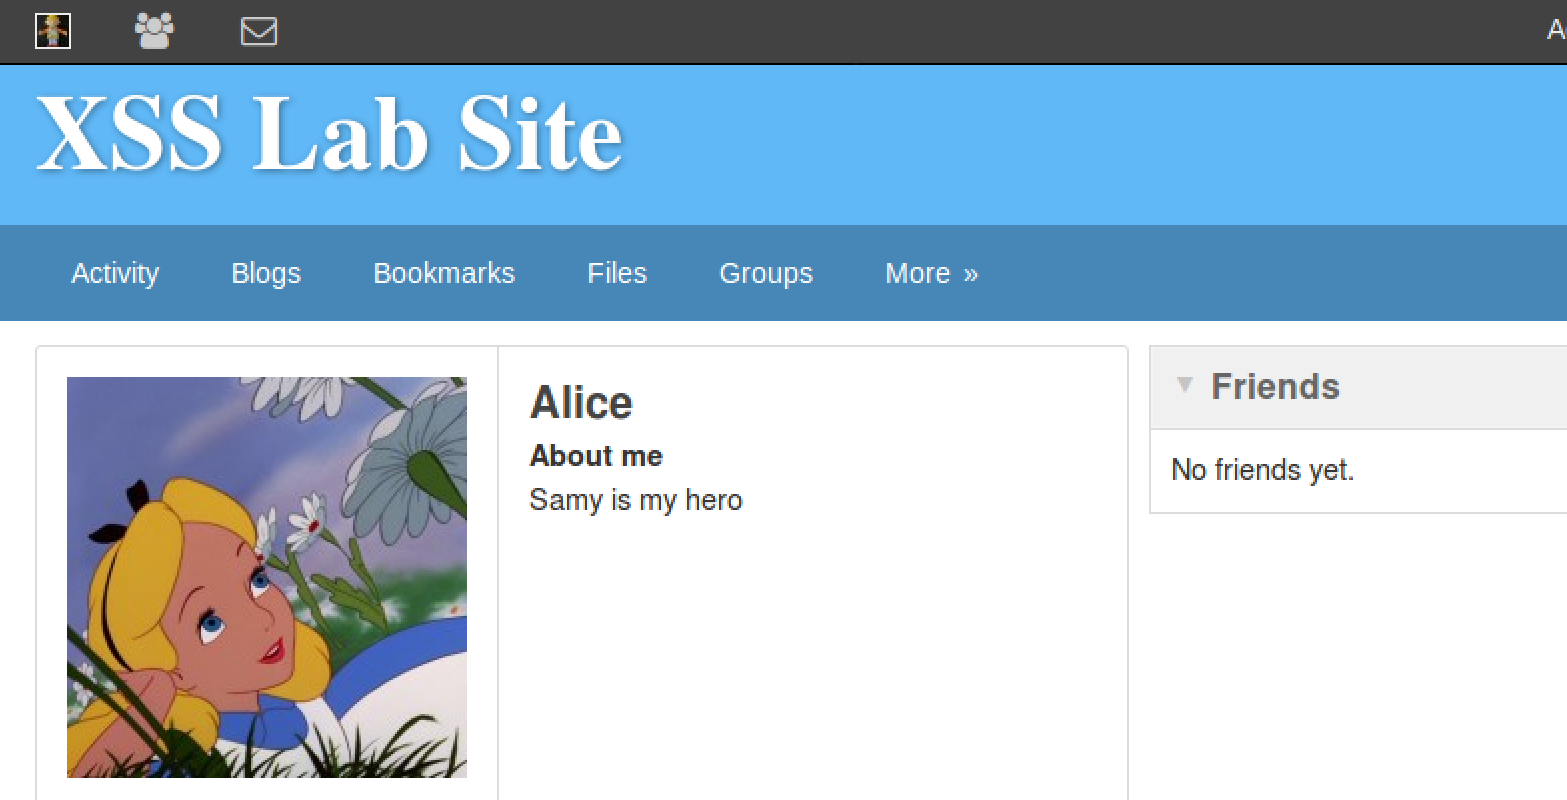 XSS Lab Site
Activity Blogs Bookmarks Files Groups More »
Alice
About me
Samy is my hero
Friends
No friends yet.